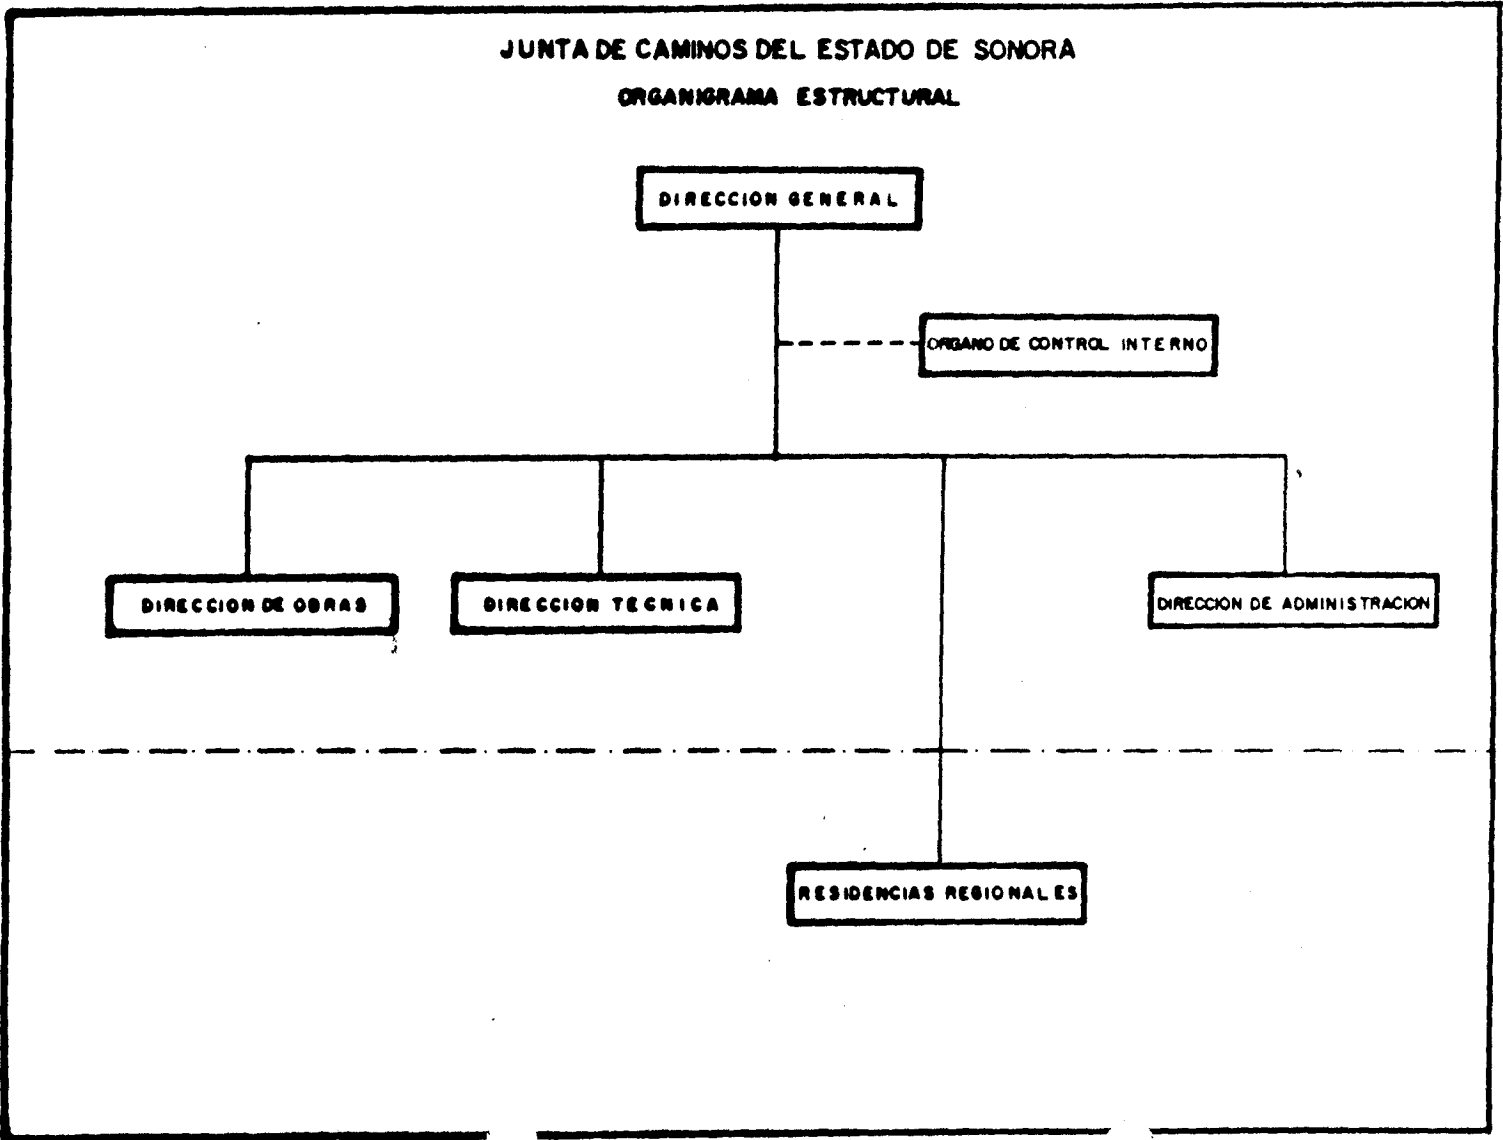 JUNTA DE CAMINOS DEL ESTADO DE SONORA
ORGANIGRAMA ESTRUCTURAL
DIRECCION GENERAL
ORGANO DE CONTROL INTERNO
DIRECCION DE OBRAS
DIRECCION TECNICA
DIRECCION DE ADMINISTRACION
RESIDENCIAS REGIONALES